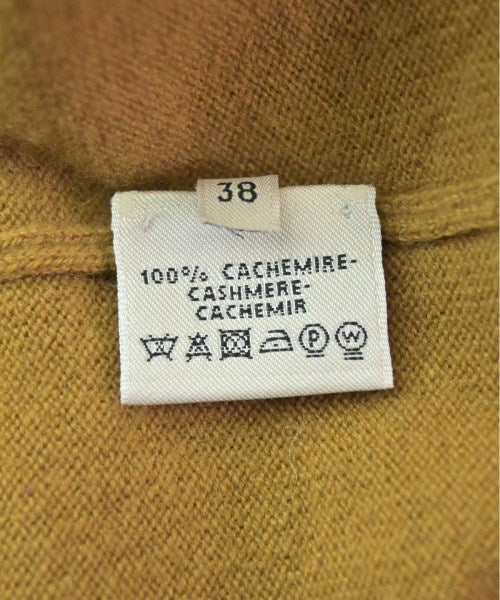 38
100% CACHEMIRE-
CASHMERE-
CACHEMIR
P W